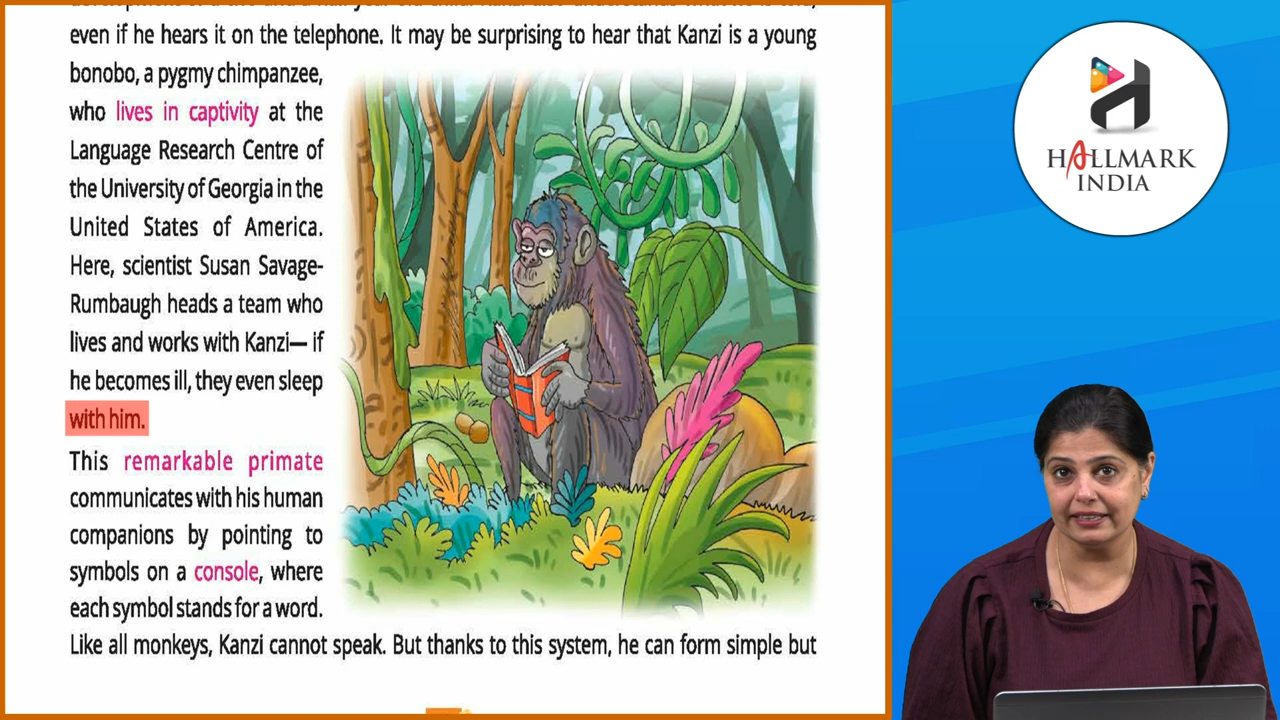 even if he hears it on the telephone. It may be surprising to hear that Kanzi is a young
bonobo, a pygmy chimpanzee,
who lives in captivity at the
Language Research Centre of
the University of Georgia in the
United States of America.
Here, scientist Susan Savage-
Rumbaugh heads a team who
lives and works with Kanzi— if
he becomes ill, they even sleep
with him.
This remarkable primate
communicates with his human
companions by pointing to
symbols on a console, where
each symbol stands for a word.
Like all monkeys, Kanzi cannot speak. But thanks to this system, he can form simple but
HALLMARK
INDIA